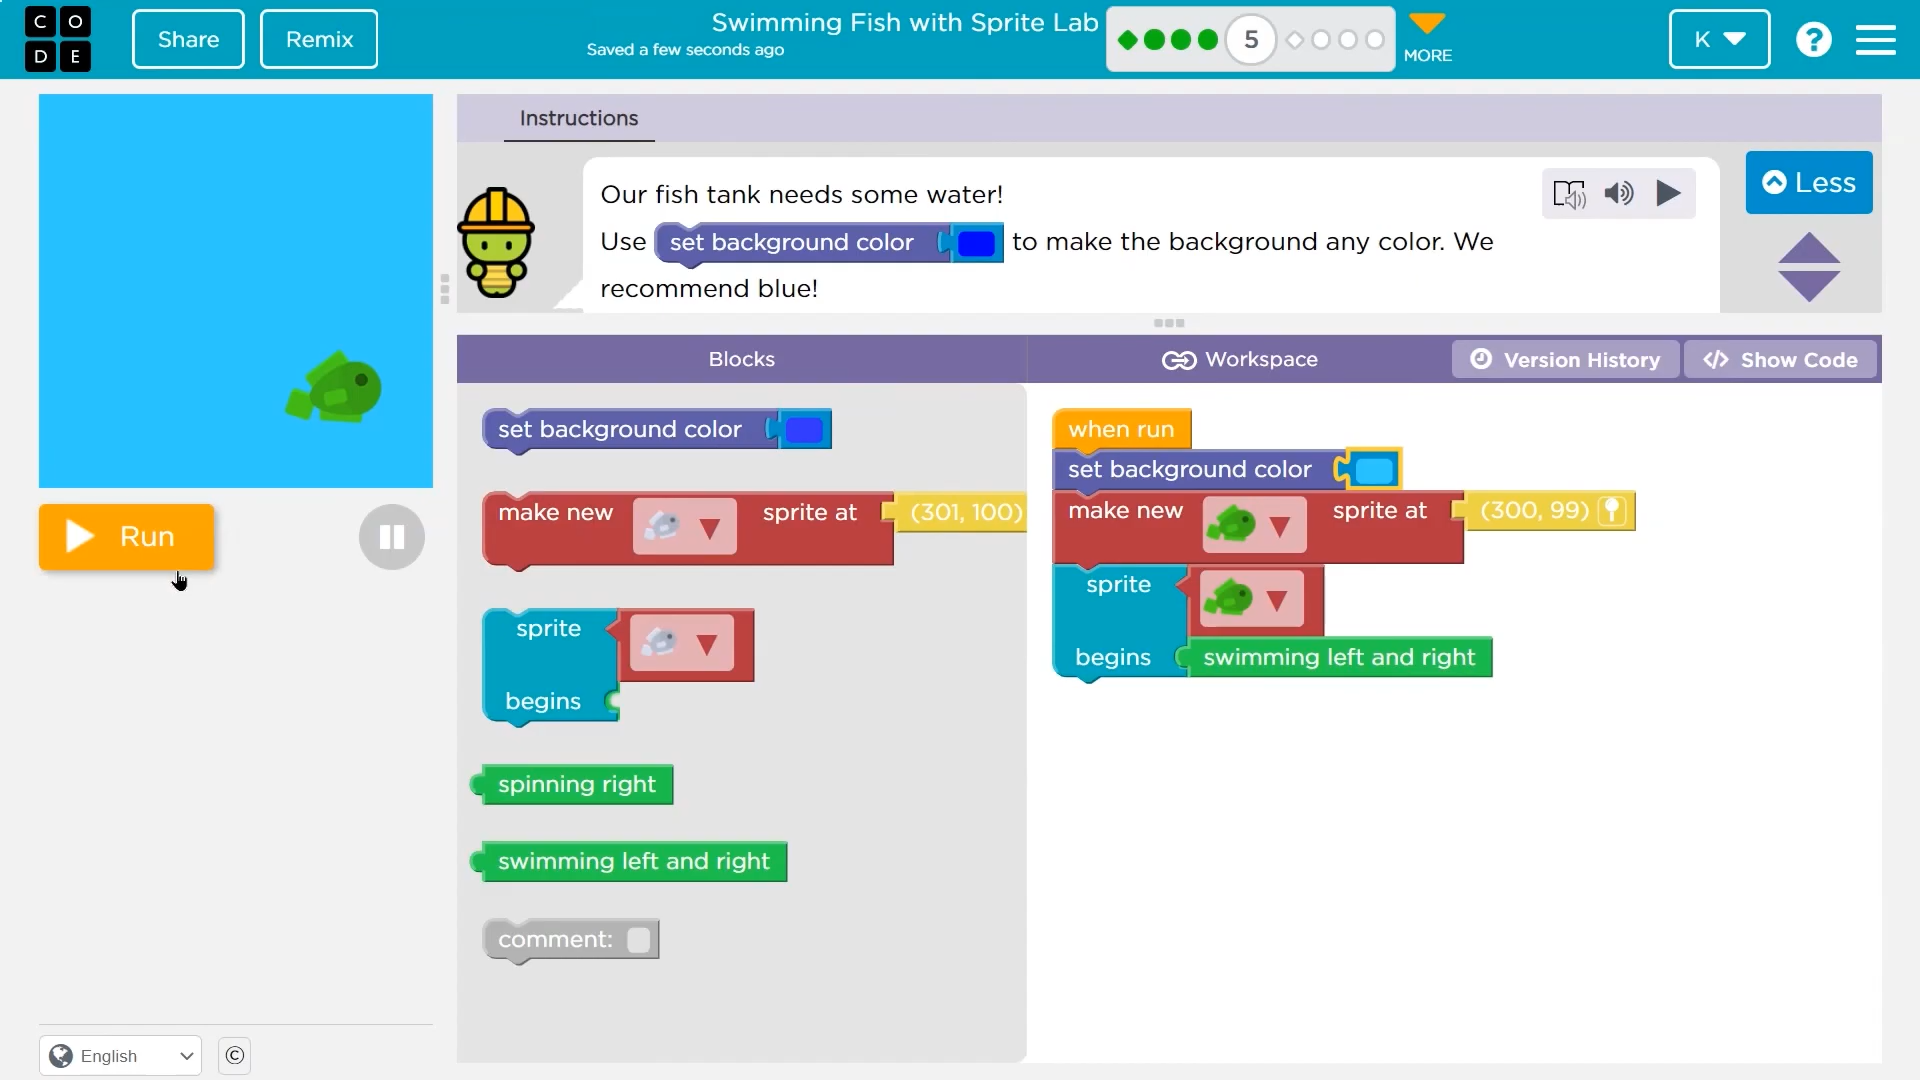 C O
D E
Share
Remix
Swimming Fish with Sprite Lab
Saved a few seconds ago
5
MORE
K
?
Instructions
Our fish tank needs some water!
Use set background color to make the background any color. We
recommend blue!
Less
Blocks
Workspace
Version History
Show Code
Run
set background color
make new sprite at (301, 100)
sprite
begins
spinning right
swimming left and right
comment:
when run
set background color
make new sprite at (300, 99)
sprite
begins swimming left and right
English
©